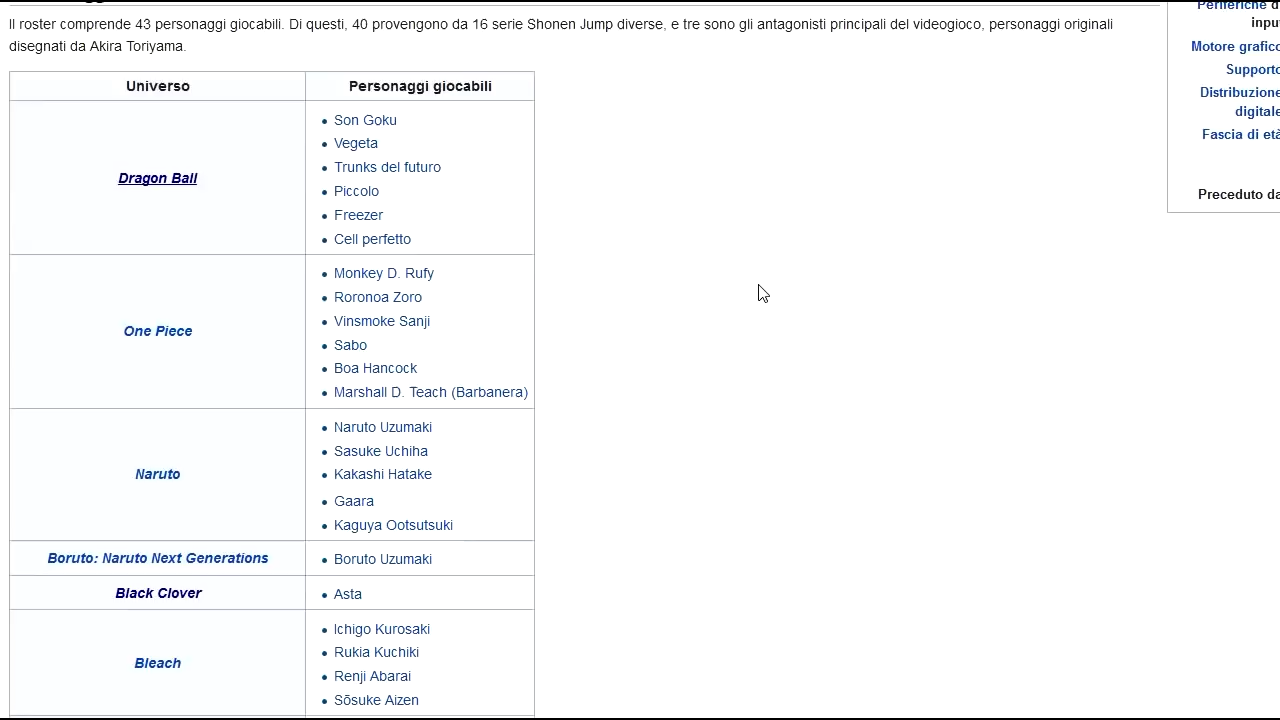 Il roster comprende 43 personaggi giocabili. Di questi, 40 provengono da 16 serie Shonen Jump diverse, e tre sono gli antagonisti principali del videogioco, personaggi originali
disegnati da Akira Toriyama.
Universo
Personaggi giocabili
Dragon Ball
Son Goku
Vegeta
Trunks del futuro
Piccolo
Freezer
Cell perfetto
One Piece
Monkey D. Rufy
Roronoa Zoro
Vinsmoke Sanji
Sabo
Boa Hancock
Marshall D. Teach (Barbanera)
Naruto
Naruto Uzumaki
Sasuke Uchiha
Kakashi Hatake
Gaara
Kaguya Ootsutsuki
Boruto: Naruto Next Generations
Boruto Uzumaki
Black Clover
Asta
Bleach
Ichigo Kurosaki
Rukia Kuchiki
Renji Abarai
Sōsuke Aizen
Periferiche d
inpu
Motore grafico
Supporto
Distribuzione
digitale
Fascia di età
Preceduto da